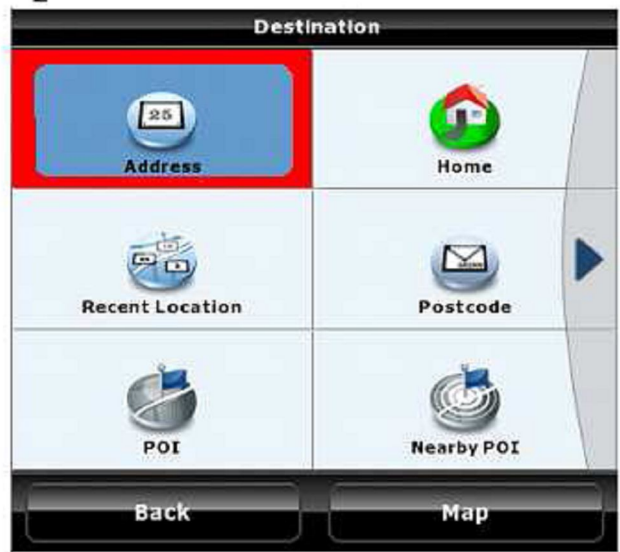 Destination
25
Address
Home
Recent Location
Postcode
POI
Nearby POI
Back
Map